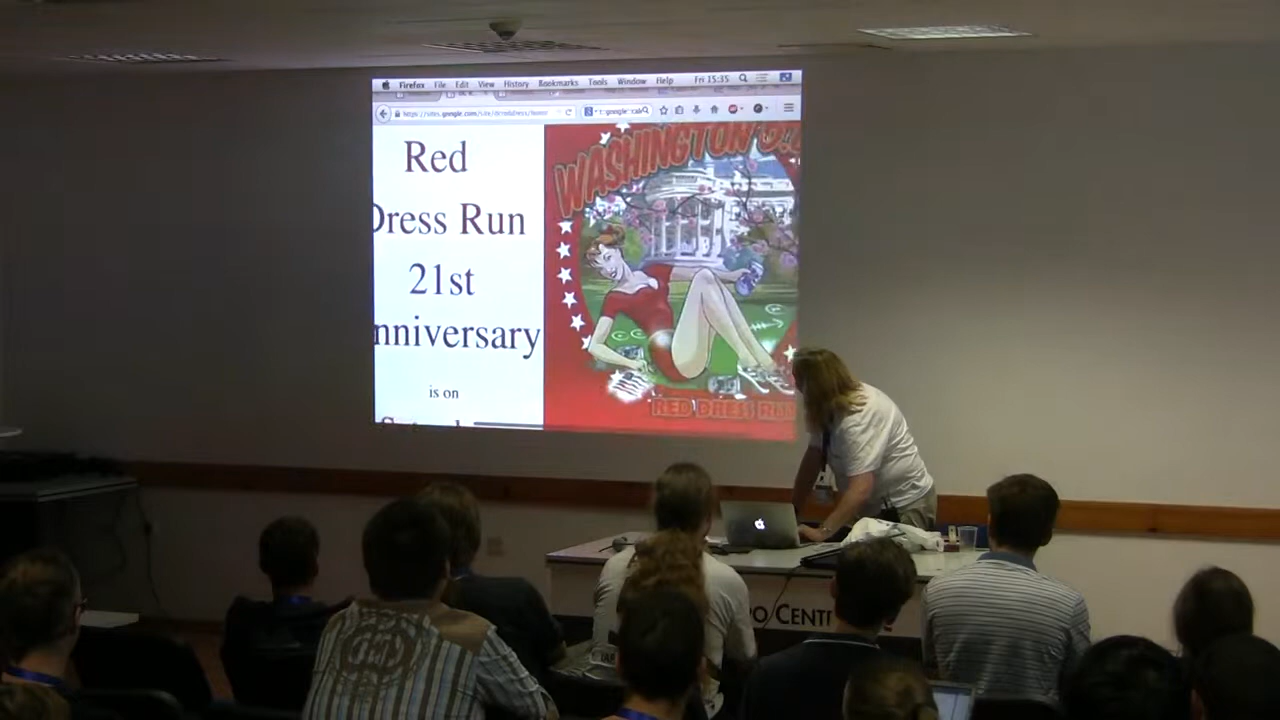 Firefox File Edit View History Bookmarks Tools Window Help Fri 15:35
Red
Dress Run
21st
nniversary
is on
WASHINGTON D.C
RED DRESS RUN
PO CENT